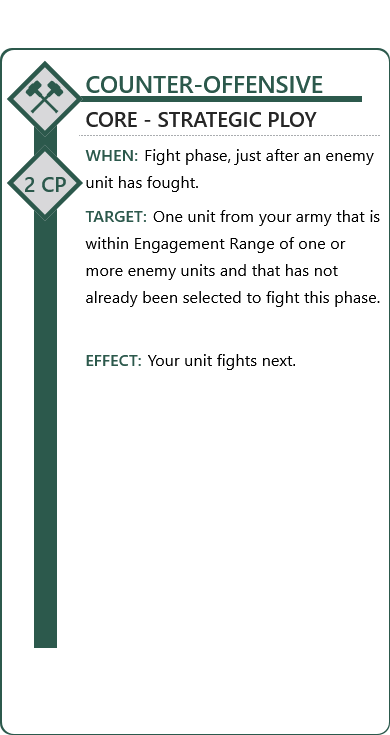 COUNTER-OFFENSIVE
CORE - STRATEGIC PLOY
2 CP
WHEN: Fight phase, just after an enemy
unit has fought.
TARGET: One unit from your army that is
within Engagement Range of one or
more enemy units and that has not
already been selected to fight this phase.
EFFECT: Your unit fights next.